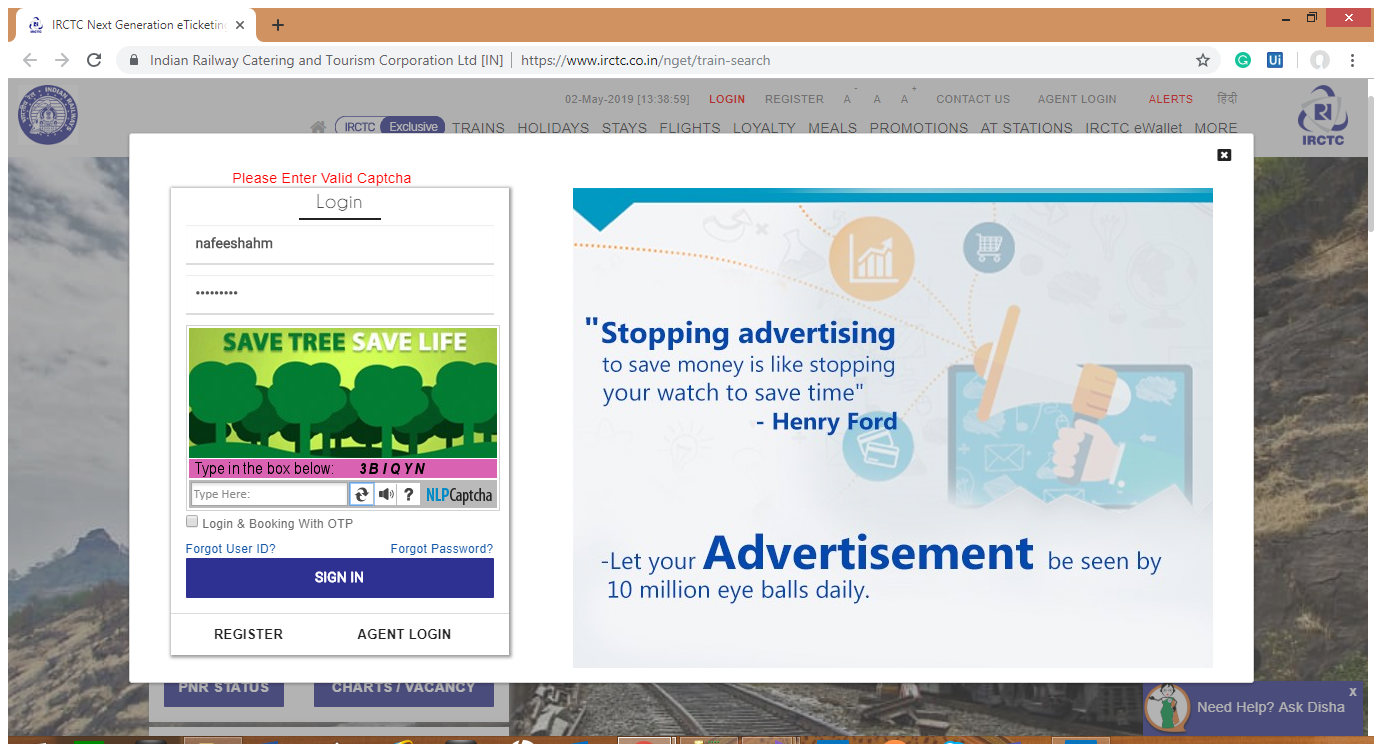 IRCTC Next Generation eTicketing
Indian Railway Catering and Tourism Corporation Ltd [IN] | https://www.irctc.co.in/nget/train-search
02-May-2019 [13:38:59] LOGIN REGISTER A- A A+ CONTACT US AGENT LOGIN ALERTS हिंदी
IRCTC Exclusive TRAINS HOLIDAYS STAYS FLIGHTS LOYALTY MEALS PROMOTIONS AT STATIONS IRCTC eWallet MORE
IRCTC
Please Enter Valid Captcha
Login
nafeeshahm
•••••••••
SAVE TREE SAVE LIFE
Type in the box below: 3BIQYN
Type Here: ? NLPCaptcha
Login & Booking With OTP
Forgot User ID? Forgot Password?
SIGN IN
REGISTER AGENT LOGIN
"Stopping advertising
to save money is like stopping
your watch to save time"
- Henry Ford
-Let your Advertisement be seen by
10 million eye balls daily.
PNR STATUS CHARTS / VACANCY
Need Help? Ask Disha
X